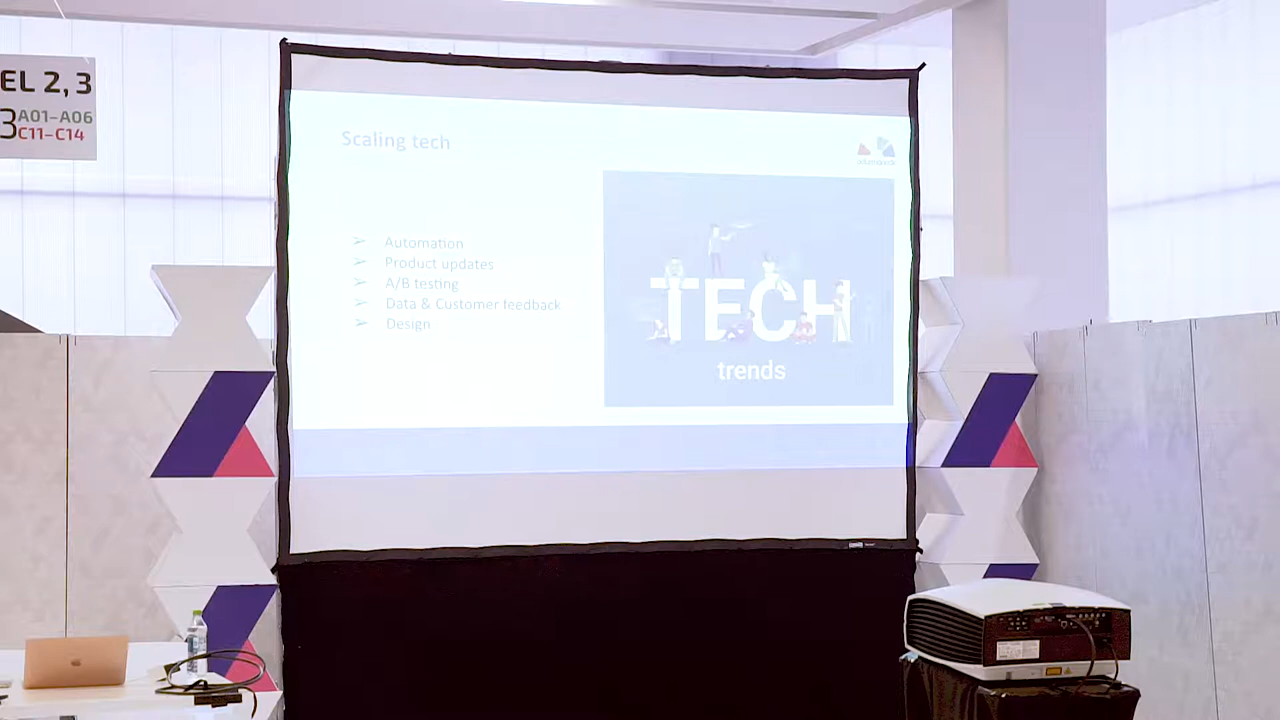 EL 2, 3
3 A01–A06
C11–C14
Scaling tech
➢ Automation
➢ Product updates
➢ A/B testing
➢ Data & Customer feedback
➢ Design
TECH
trends